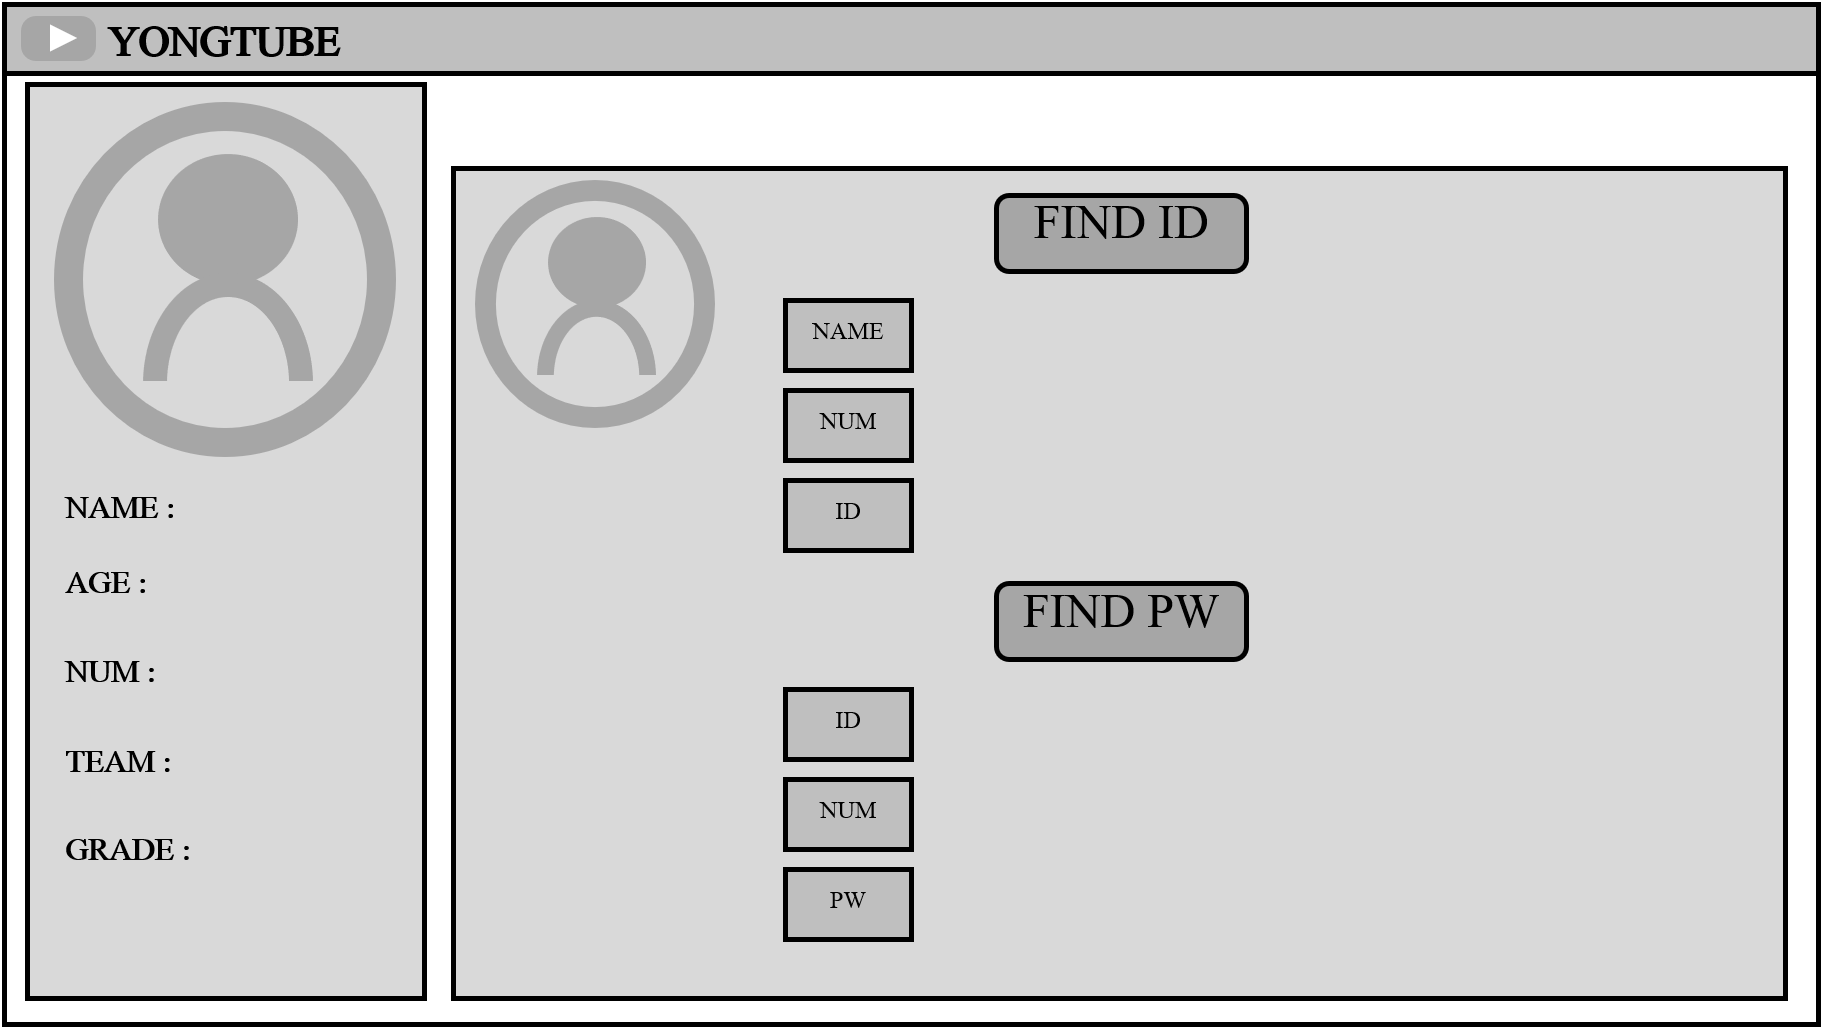 YONGTUBE
NAME :
AGE :
NUM :
TEAM :
GRADE :
FIND ID
NAME
NUM
ID
FIND PW
ID
NUM
PW